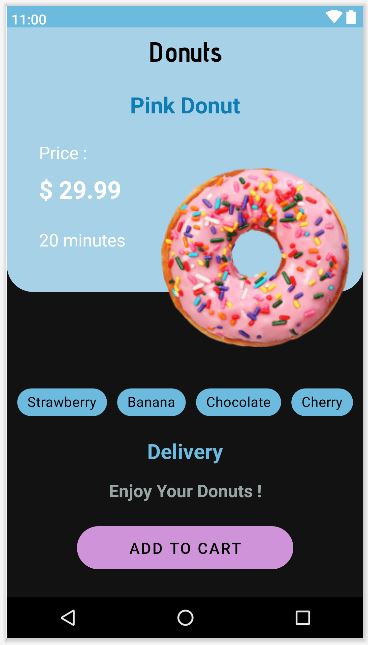 11:00
Donuts
Pink Donut
Price :
$ 29.99
20 minutes
Strawberry Banana Chocolate Cherry
Delivery
Enjoy Your Donuts !
ADD TO CART